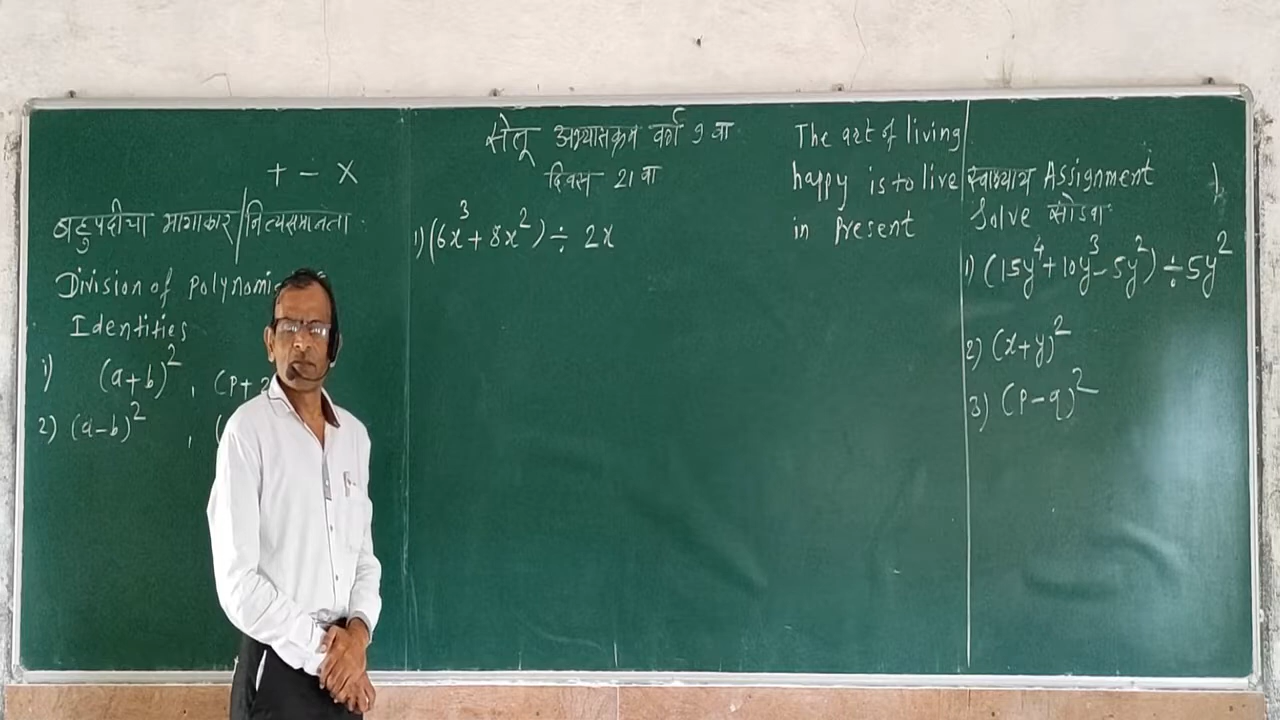 + - ×
बहुपदीचा भागाकार/नित्यसमानता
Division of polynomi
Identities
1) (a+b)², (p+2
2) (a-b)², (
सेतू अभ्यासक्रम वर्ग 9 वा
दिवस 21 वा
1) (6x³+8x²) ÷ 2x
The art of living
happy is to live
in Present
स्वाध्याय Assignment
Solve सोडवा
1) (15y⁴+10y³-5y²) ÷ 5y²
2) (x+y)²
3) (p-q)²